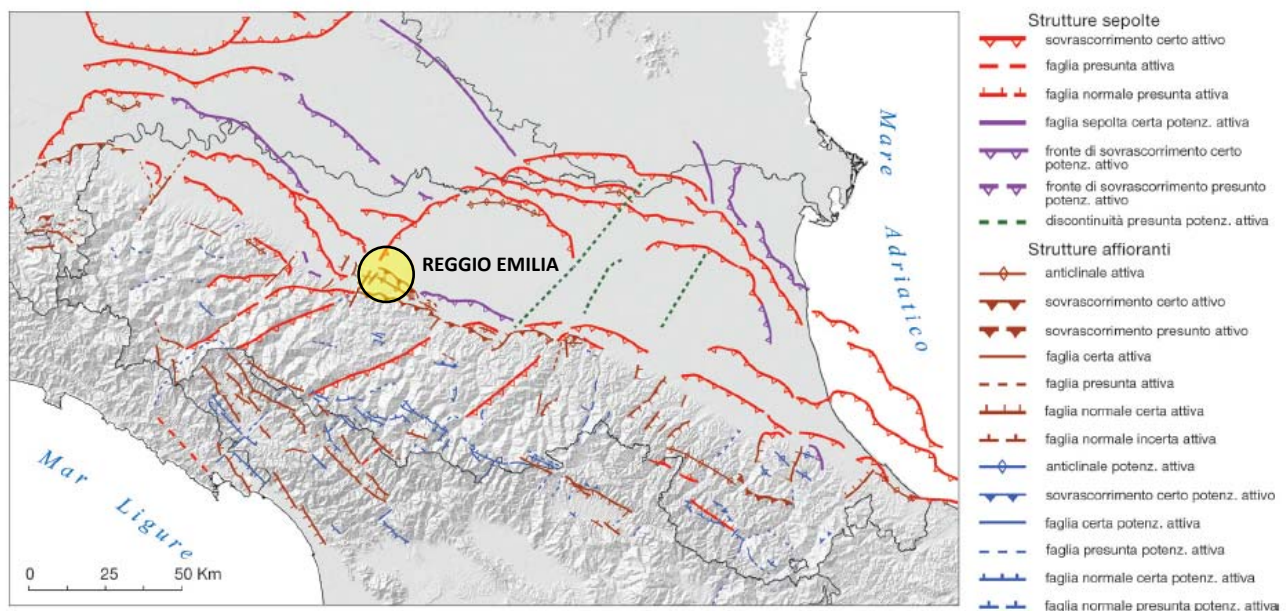 REGGIO EMILIA
Mare Adriatico
Mar Ligure
0 25 50 Km
Strutture sepolte
sovrascorrimento certo attivo
faglia presunta attiva
faglia normale presunta attiva
faglia sepolta certa potenz. attiva
fronte di sovrascorrimento certo
potenz. attivo
fronte di sovrascorrimento presunto
potenz. attivo
discontinuità presunta potenz. attiva
Strutture affioranti
anticlinale attiva
sovrascorrimento certo attivo
sovrascorrimento presunto attivo
faglia certa attiva
faglia presunta attiva
faglia normale certa attiva
faglia normale incerta attiva
anticlinale potenz. attiva
sovrascorrimento certo potenz. attivo
faglia certa potenz. attiva
faglia presunta potenz. attiva
faglia normale certa potenz. attiva
faglia normale presunta potenz. attiva